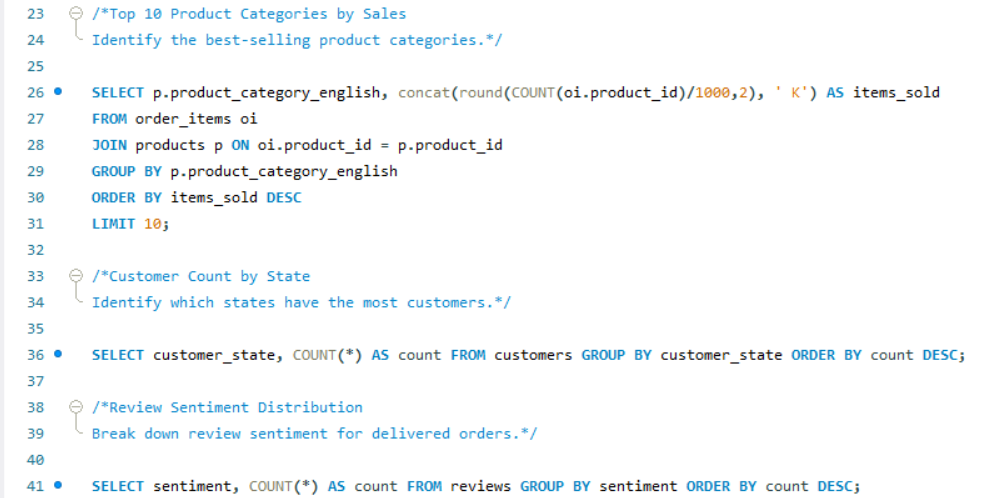 23 /*Top 10 Product Categories by Sales
24 Identify the best-selling product categories.*/
25
26 SELECT p.product_category_english, concat(round(COUNT(oi.product_id)/1000,2), ' K') AS items_sold
27 FROM order_items oi
28 JOIN products p ON oi.product_id = p.product_id
29 GROUP BY p.product_category_english
30 ORDER BY items_sold DESC
31 LIMIT 10;
32
33 /*Customer Count by State
34 Identify which states have the most customers.*/
35
36 SELECT customer_state, COUNT(*) AS count FROM customers GROUP BY customer_state ORDER BY count DESC;
37
38 /*Review Sentiment Distribution
39 Break down review sentiment for delivered orders.*/
40
41 SELECT sentiment, COUNT(*) AS count FROM reviews GROUP BY sentiment ORDER BY count DESC;